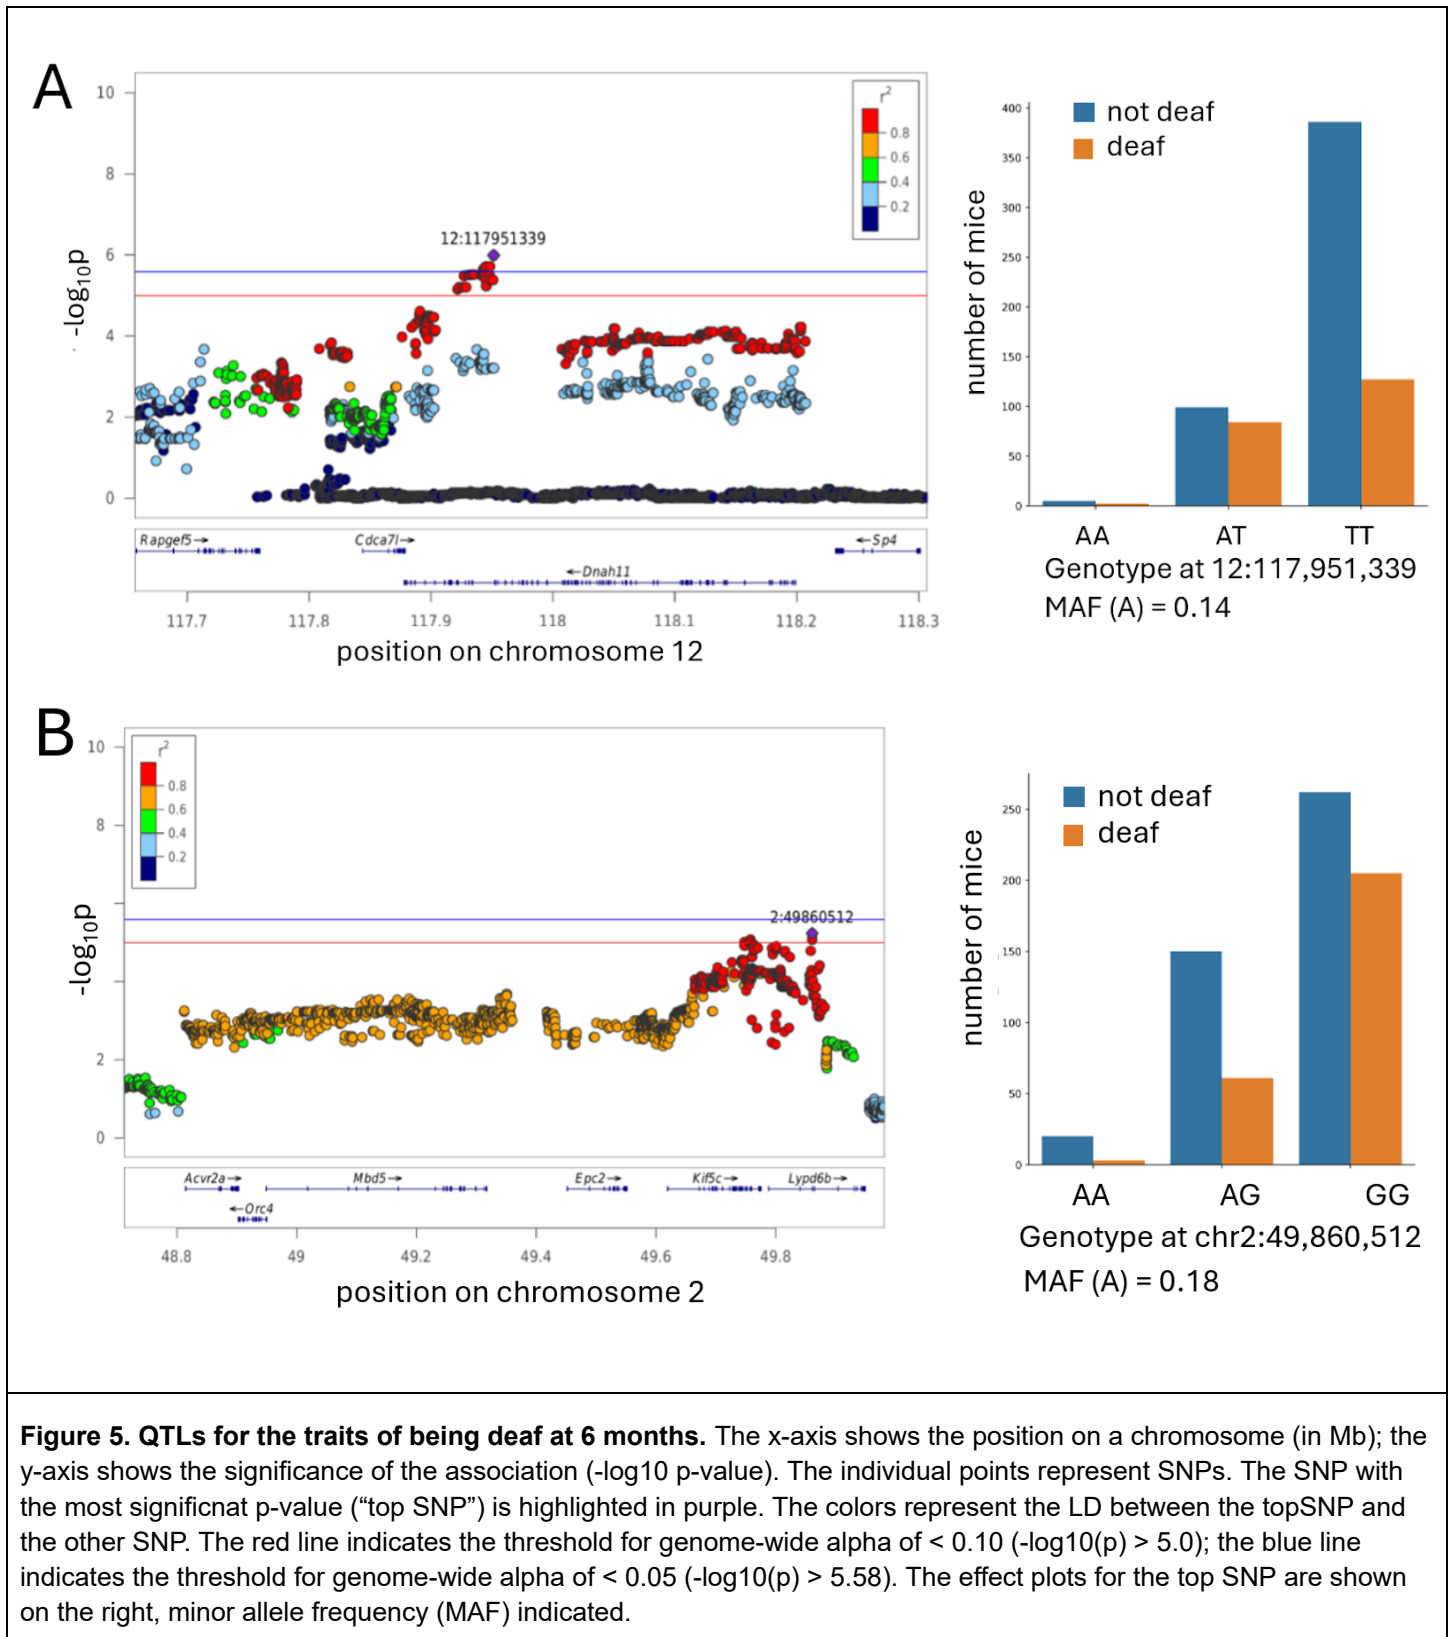 A
10
8
6
4
2
0
-log10p
12:117951339
r2
0.8
0.6
0.4
0.2
Rapgef5
Cdca7l
Dnah11
Sp4
117.7
117.8
117.9
118
118.1
118.2
118.3
position on chromosome 12
400
350
300
250
200
150
100
50
0
number of mice
not deaf
deaf
AA
AT
TT
Genotype at 12:117,951,339
MAF (A) = 0.14
B
10
8
2
0
-log10p
r2
0.8
0.6
0.4
0.2
2:49860512
Acvr2a
Orc4
Mbd5
Epc2
Kif5c
Lypd6b
48.8
49
49.2
49.4
49.6
49.8
position on chromosome 2
250
200
150
100
50
0
number of mice
not deaf
deaf
AA
AG
GG
Genotype at chr2:49,860,512
MAF (A) = 0.18
Figure 5. QTLs for the traits of being deaf at 6 months. The x-axis shows the position on a chromosome (in Mb); the
y-axis shows the significance of the association (-log10 p-value). The individual points represent SNPs. The SNP with
the most significnat p-value (“top SNP”) is highlighted in purple. The colors represent the LD between the topSNP and
the other SNP. The red line indicates the threshold for genome-wide alpha of < 0.10 (-log10(p) > 5.0); the blue line
indicates the threshold for genome-wide alpha of < 0.05 (-log10(p) > 5.58). The effect plots for the top SNP are shown
on the right, minor allele frequency (MAF) indicated.